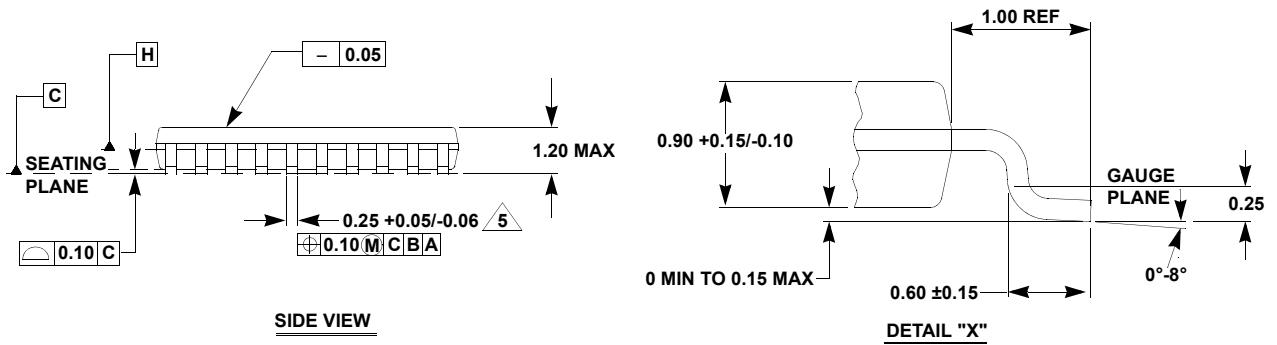 H
– 0.05
C
1.20 MAX
SEATING
PLANE
0.25 +0.05/-0.06 5
⌖ 0.10 Ⓜ C B A
⌓ 0.10 C
SIDE VIEW
1.00 REF
0.90 +0.15/-0.10
GAUGE
PLANE
0.25
0 MIN TO 0.15 MAX
0°-8°
0.60 ±0.15
DETAIL "X"